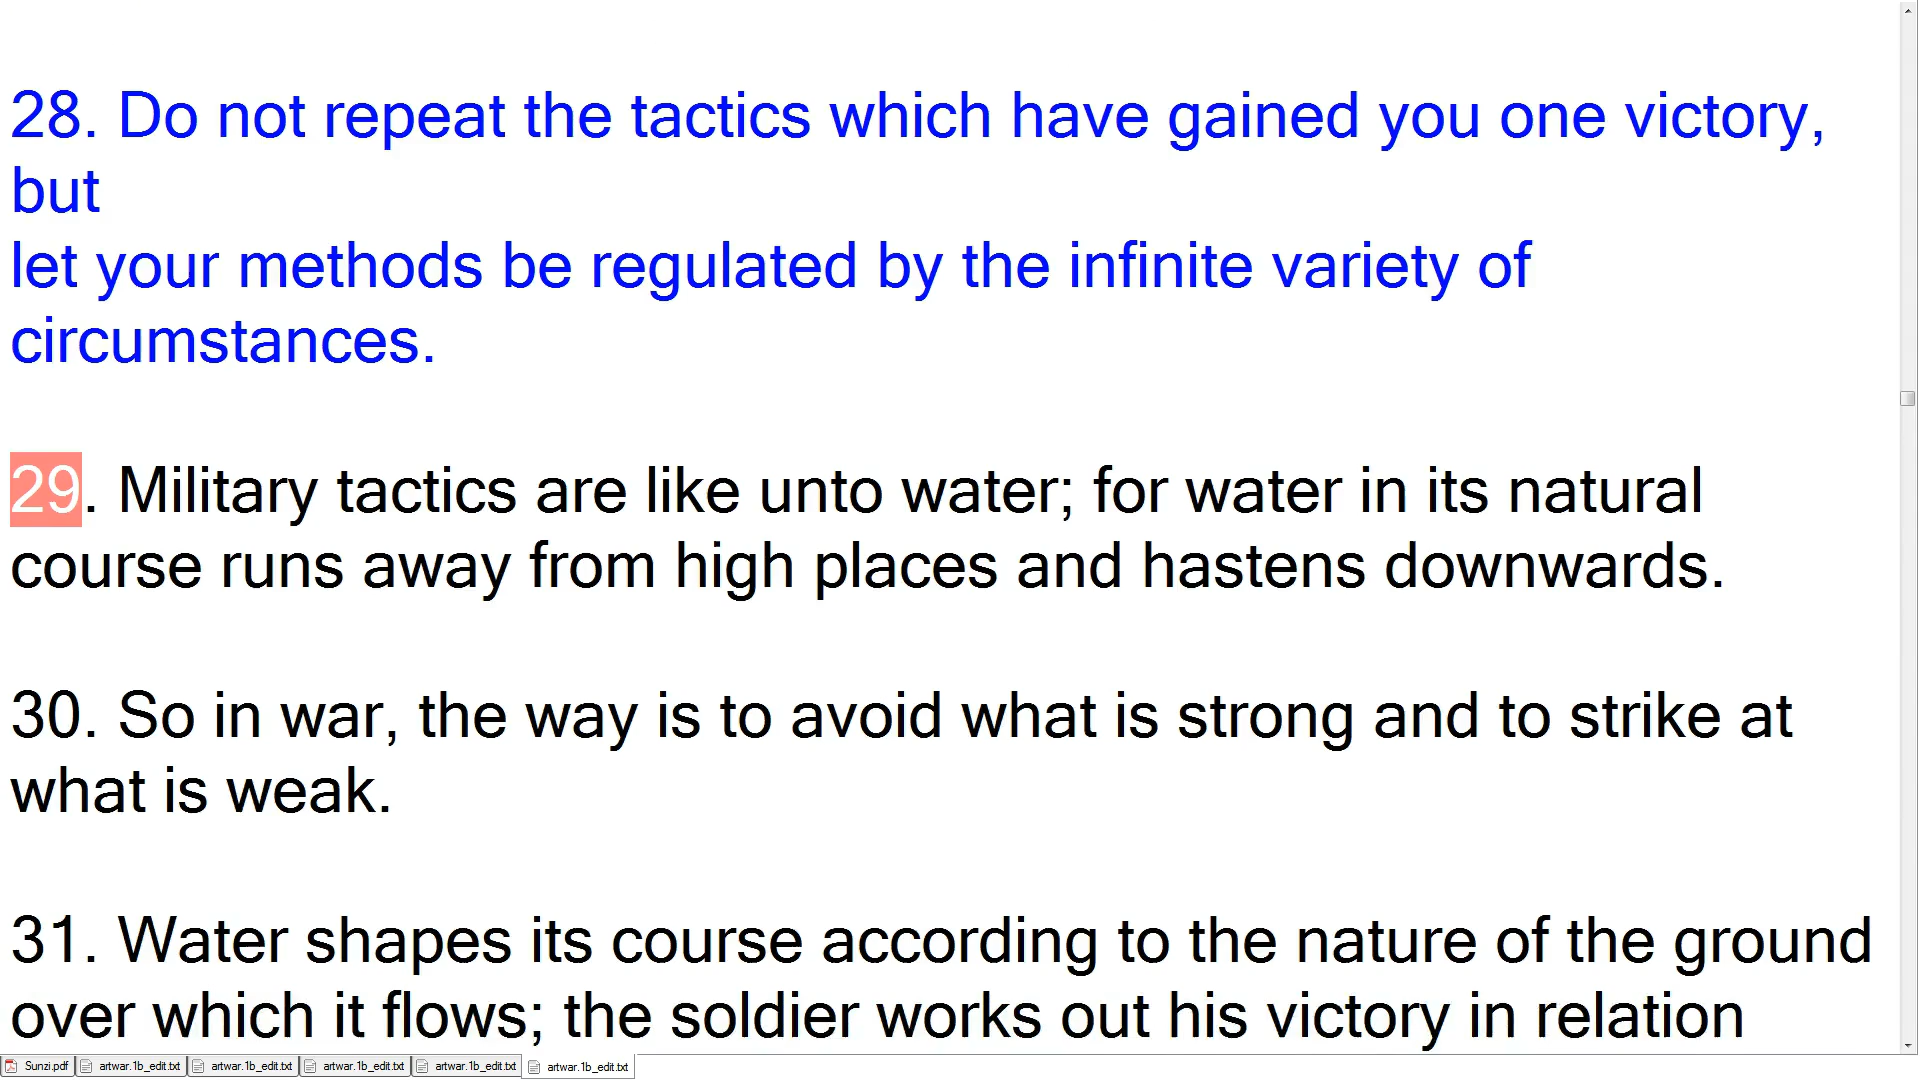 28. Do not repeat the tactics which have gained you one victory,
but
let your methods be regulated by the infinite variety of
circumstances.
29. Military tactics are like unto water; for water in its natural
course runs away from high places and hastens downwards.
30. So in war, the way is to avoid what is strong and to strike at
what is weak.
31. Water shapes its course according to the nature of the ground
over which it flows; the soldier works out his victory in relation
Sunzi.pdf artwar.1b_edit.txt artwar.1b_edit.txt artwar.1b_edit.txt artwar.1b_edit.txt artwar.1b_edit.txt